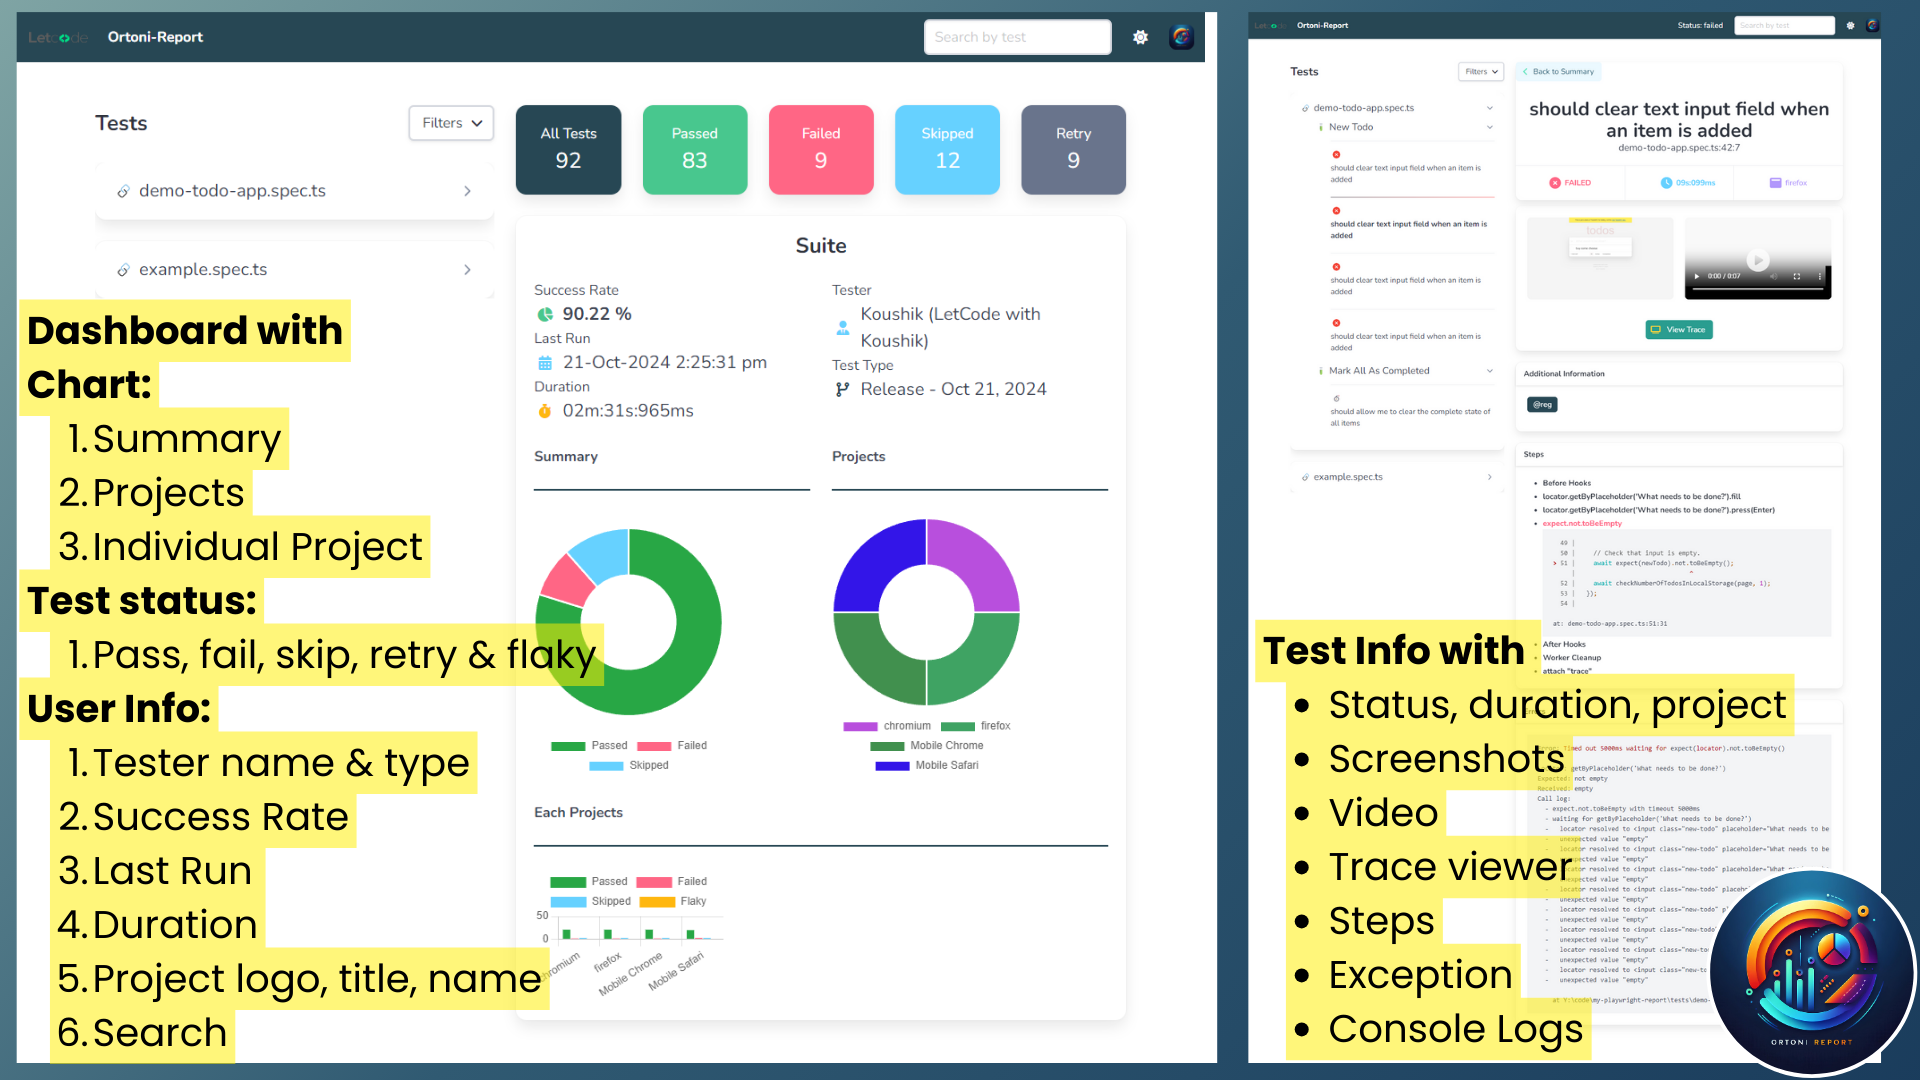 LetCode
Ortoni-Report
Search by test
Tests
Filters
demo-todo-app.spec.ts
example.spec.ts
All Tests
92
Passed
83
Failed
9
Skipped
12
Retry
9
Suite
Success Rate
90.22 %
Last Run
21-Oct-2024 2:25:31 pm
Duration
02m:31s:965ms
Tester
Koushik (LetCode with
Koushik)
Test Type
Release - Oct 21, 2024
Summary
Projects
Passed Failed
Skipped
chromium firefox
Mobile Chrome
Mobile Safari
Each Projects
Passed Failed
Skipped Flaky
50
0
hromium
firefox
Mobile Chrome
Mobile Safari
Dashboard with
Chart:
1. Summary
2. Projects
3. Individual Project
Test status:
1. Pass, fail, skip, retry & flaky
User Info:
1. Tester name & type
2. Success Rate
3. Last Run
4. Duration
5. Project logo, title, name
6. Search
Ortoni-Report
Status: failed
Search by test
Tests
Filters
demo-todo-app.spec.ts
New Todo
should clear text input field when an item is
added
should clear text input field when an item is
added
should clear text input field when an item is
added
should clear text input field when an item is
added
Mark All As Completed
should allow me to clear the complete state of
all items
example.spec.ts
Back to Summary
should clear text input field when
an item is added
demo-todo-app.spec.ts:42:7
FAILED
09s:099ms
firefox
todos
0:00 / 0:07
View Trace
Additional Information
@reg
Steps
• Before Hooks
• locator.getByPlaceholder('What needs to be done?').fill
• locator.getByPlaceholder('What needs to be done?').press(Enter)
• expect.not.toBeEmpty
49 |
50 | // Check that input is empty.
> 51 | await expect(newTodo).not.toBeEmpty();
| ^
52 | await checkNumberOfTodosInLocalStorage(page, 1);
53 | });
54 |
at: demo-todo-app.spec.ts:51:31
• After Hooks
• Worker Cleanup
• attach "trace"
Timed out 5000ms waiting for expect(locator).not.toBeEmpty()
getByPlaceholder('What needs to be done?')
Expected: not empty
Received: empty
Call log:
- expect.not.toBeEmpty with timeout 5000ms
- waiting for getByPlaceholder('What needs to be done?')
- locator resolved to <input class="new-todo" placeholder="What needs to be
- unexpected value "empty"
- locator resolved to <input class="new-todo" placeholder="What needs to be
unexpected value "empty"
- locator resolved to <input class="new-todo" placeholder="What needs to be
unexpected value "empty"
- locator resolved to <input class="new-todo" placeh
- unexpected value "empty"
- locator resolved to <input class="new-todo" pl
- unexpected value "empty"
- locator resolved to <input class="new-todo"
- unexpected value "empty"
- locator resolved to <input class="new-todo"
unexpected value "empty"
- locator resolved to <input class="new-tod
- unexpected value "empty"
at Y:\code\my-playwright-report\tests\demo-
Test Info with
• Status, duration, project
• Screenshots
• Video
• Trace viewer
• Steps
• Exception
• Console Logs
ORTONI REPORT